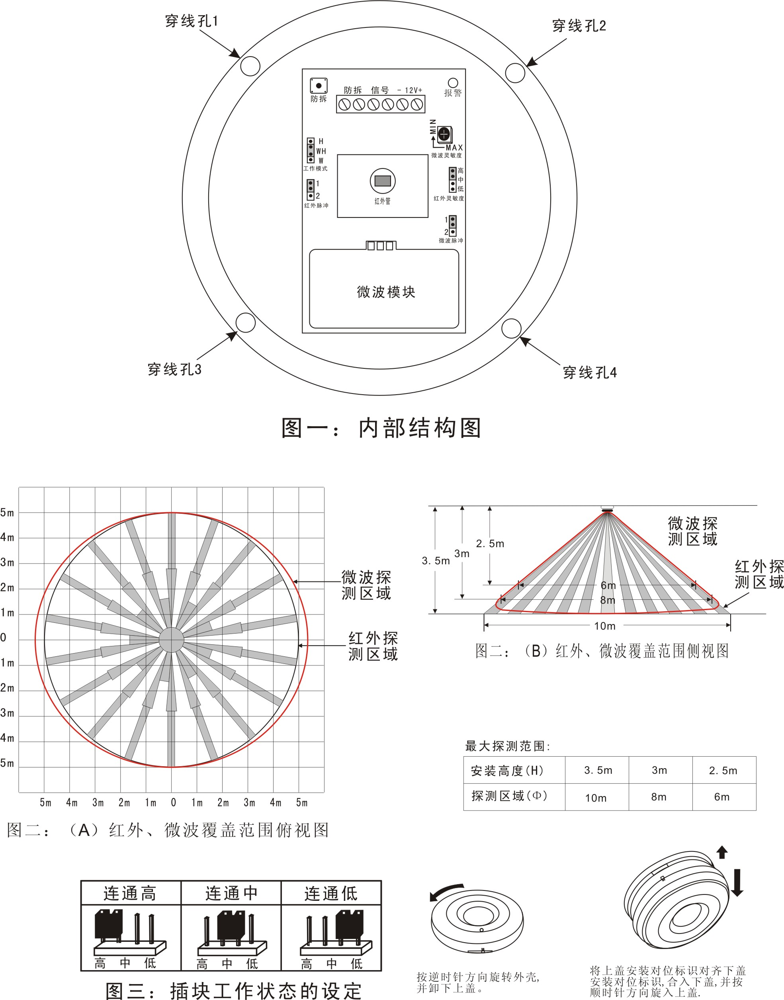 穿线孔1
穿线孔2
防拆 信号 - 12V+
防拆
报警
MIN
MAX
微波灵敏度
H
WH
W
工作模式
高
中
低
红外灵敏度
1
2
红外脉冲
红外管
1
2
微波脉冲
微波模块
穿线孔3
穿线孔4
图一：内部结构图
5m
4m
3m
2m
1m
0
1m
2m
3m
4m
5m
微波探
测区域
红外探
测区域
5m 4m 3m 2m 1m 0 1m 2m 3m 4m 5m
图二：（A）红外、微波覆盖范围俯视图
微波探
测区域
红外探
测区域
2.5m
3m
3.5m
6m
8m
10m
图二：（B）红外、微波覆盖范围侧视图
最大探测范围:
安装高度(H) 3.5m 3m 2.5m
探测区域(Φ) 10m 8m 6m
连通高 连通中 连通低
高 中 低 高 中 低 高 中 低
图三：插块工作状态的设定
按逆时针方向旋转外壳,
并卸下上盖。
将上盖安装对位标识对齐下盖
安装对位标识,合入下盖,并按
顺时针方向旋入上盖.